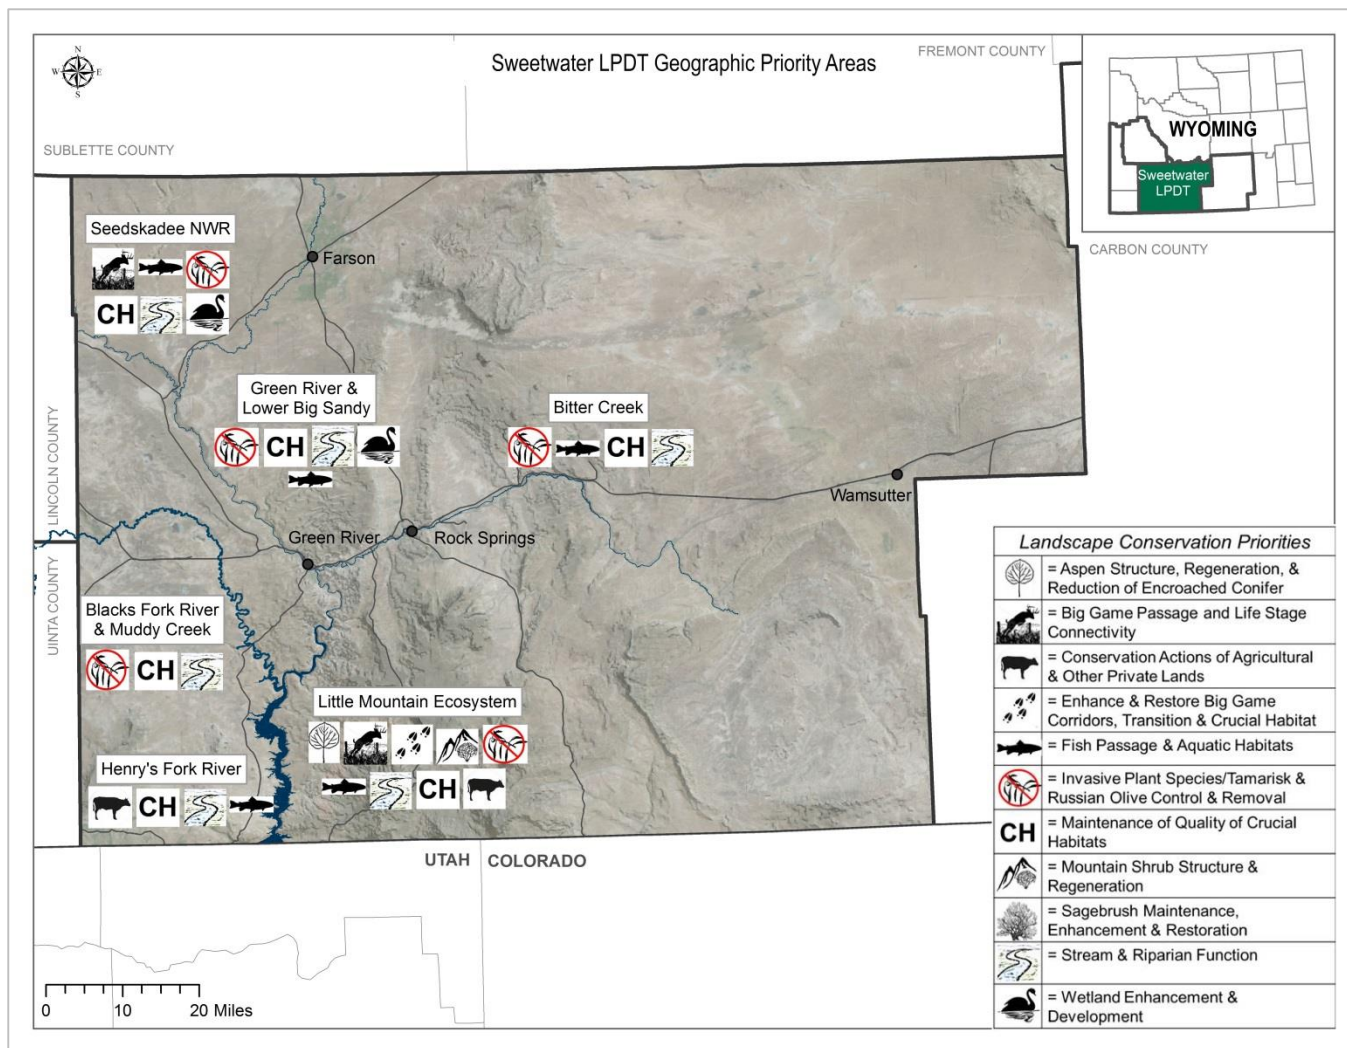 Sweetwater LPDT Geographic Priority Areas
N
W
E
S
FREMONT COUNTY
SUBLETTE COUNTY
WYOMING
Sweetwater
LPDT
CARBON COUNTY
Seedskadee NWR
CH
Farson
Green River &
Lower Big Sandy
CH
Bitter Creek
CH
LINCOLN COUNTY
UINTA COUNTY
Wamsutter
Green River
Rock Springs
Blacks Fork River
& Muddy Creek
CH
Little Mountain Ecosystem
CH
Henry's Fork River
CH
UTAH
COLORADO
0
10
20 Miles
Landscape Conservation Priorities
= Aspen Structure, Regeneration, &
Reduction of Encroached Conifer
= Big Game Passage and Life Stage
Connectivity
= Conservation Actions of Agricultural
& Other Private Lands
= Enhance & Restore Big Game
Corridors, Transition & Crucial Habitat
= Fish Passage & Aquatic Habitats
= Invasive Plant Species/Tamarisk &
Russian Olive Control & Removal
CH = Maintenance of Quality of Crucial
Habitats
= Mountain Shrub Structure &
Regeneration
= Sagebrush Maintenance,
Enhancement & Restoration
= Stream & Riparian Function
= Wetland Enhancement &
Development